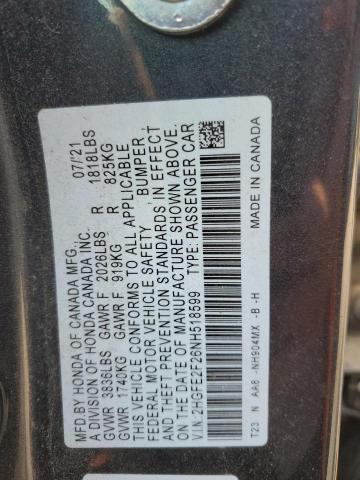 MFD.BY HONDA OF CANADA MFG. 07/'21
A DIVISION OF HONDA CANADA INC.
GVWR 3836LBS GAWR F 2026LBS R 1818LBS
GVWR 1740KG GAWR F 919KG R 825KG
THIS VEHICLE CONFORMS TO ALL APPLICABLE
FEDERAL MOTOR VEHICLE SAFETY, BUMPER,
AND THEFT PREVENTION STANDARDS IN EFFECT
ON THE DATE OF MANUFACTURE SHOWN ABOVE.
V.I.N. 2HGFE2F26NH518599 TYPE: PASSENGER CAR
T23 N AA8 -NH904MX -B -H MADE IN CANADA